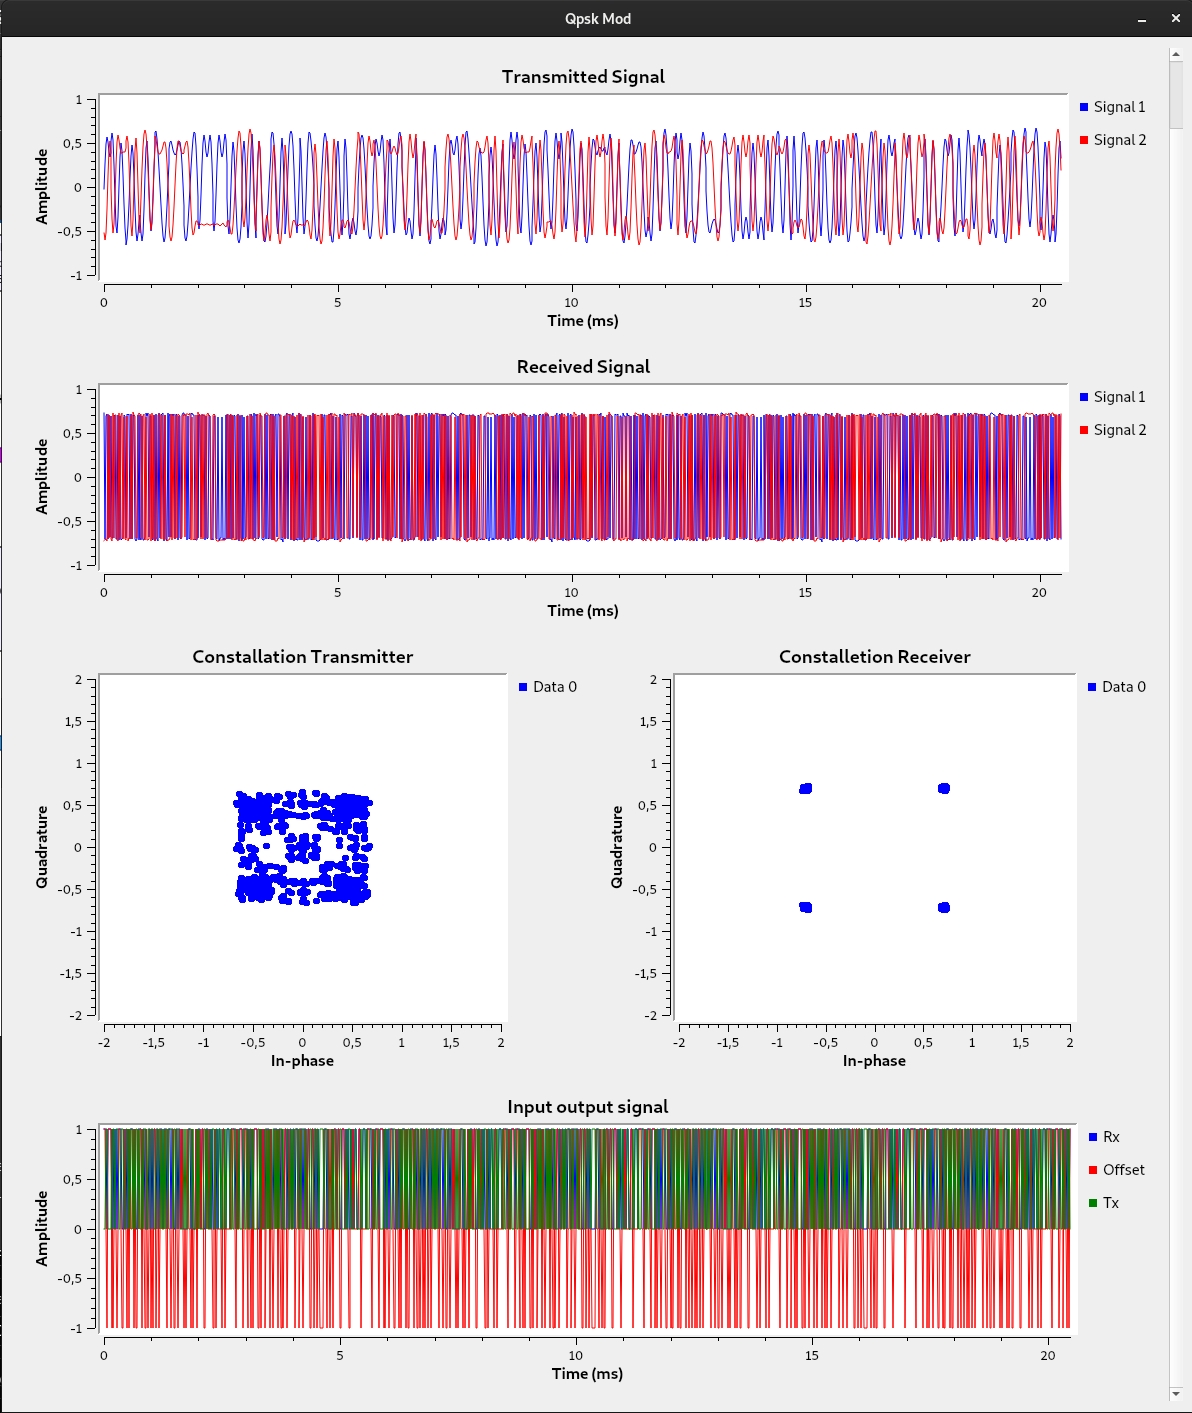 Qpsk Mod
Transmitted Signal
1
0,5
0
-0,5
-1
Amplitude
Signal 1
Signal 2
0 5 10 15 20
Time (ms)
Received Signal
1
0,5
0
-0,5
-1
Amplitude
Signal 1
Signal 2
0 5 10 15 20
Time (ms)
Constallation Transmitter
2
1,5
1
0,5
0
-0,5
-1
-1,5
-2
Quadrature
Data 0
-2 -1,5 -1 -0,5 0 0,5 1 1,5 2
In-phase
Constalletion Receiver
2
1,5
1
0,5
0
-0,5
-1
-1,5
-2
Quadrature
Data 0
-2 -1,5 -1 -0,5 0 0,5 1 1,5 2
In-phase
Input output signal
1
0,5
0
-0,5
-1
Amplitude
Rx
Offset
Tx
0 5 10 15 20
Time (ms)